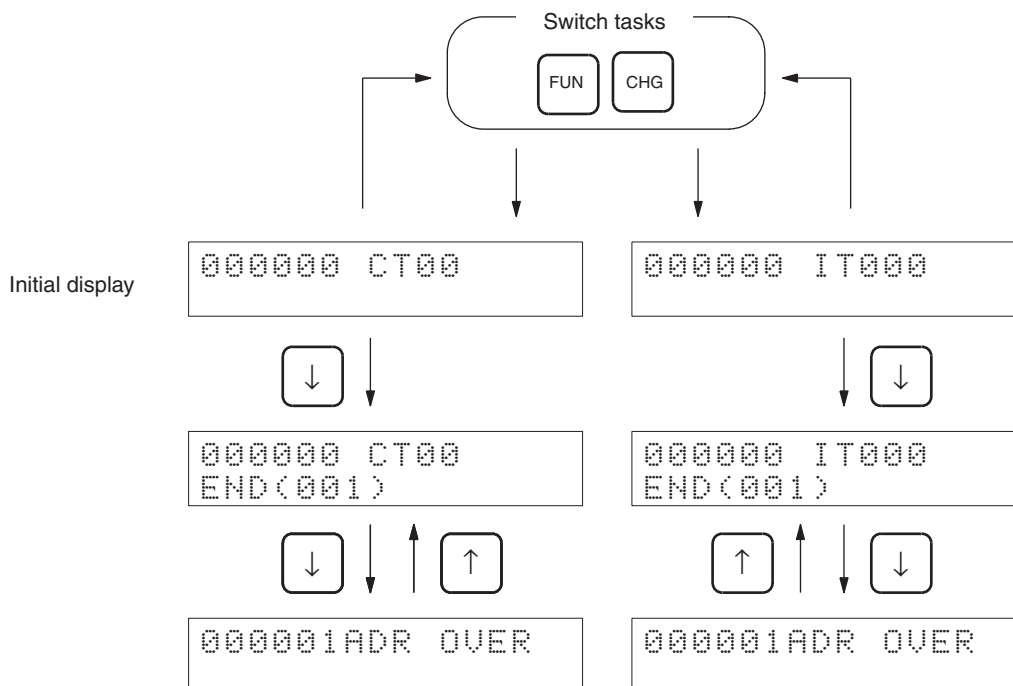 Switch tasks
FUN CHG
Initial display
000000 CT00
000000 IT000
↓
↓
000000 CT00
END(001)
000000 IT000
END(001)
↓ ↑
↑ ↓
000001ADR OVER
000001ADR OVER